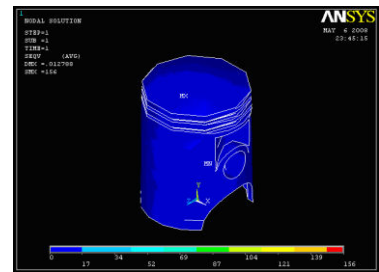 1
NODAL SOLUTION
STEP=1
SUB =1
TIME=1
SEQV (AVG)
DMX =.012708
SMX =156
ANSYS
MAY 6 2008
23:45:15
MX
MN
Y
X
0 17 34 52 69 87 104 121 139 156